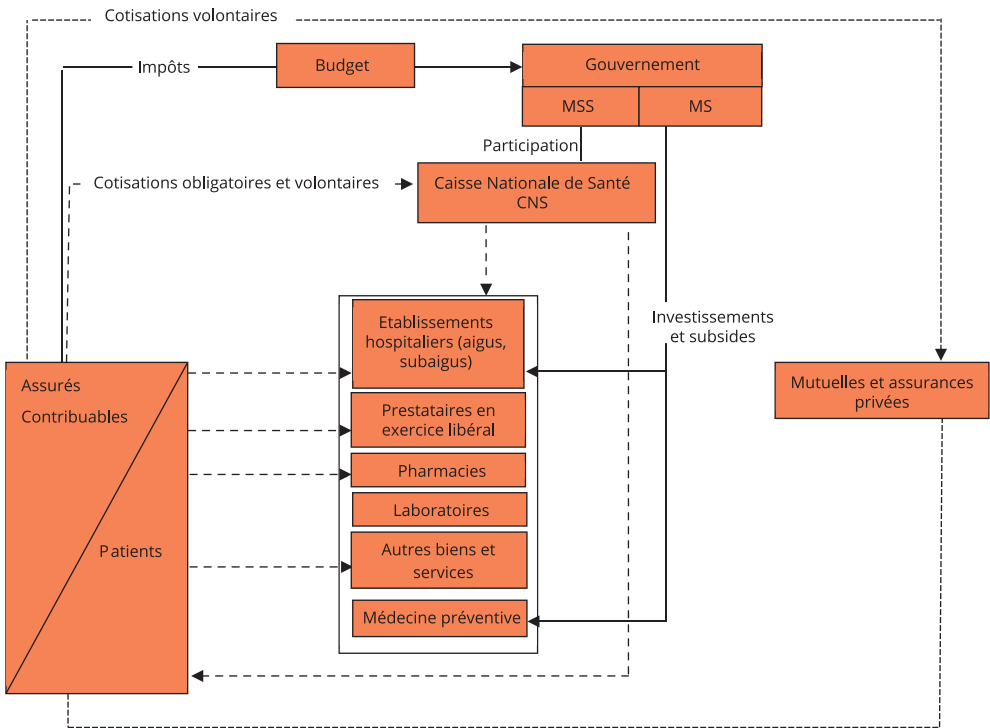 Cotisations volontaires
Impôts
Budget
Gouvernement
MSS
MS
Participation
Cotisations obligatoires et volontaires
Caisse Nationale de Santé
CNS
Etablissements
hospitaliers (aigus,
subaigus)
Investissements
et subsides
Assurés
Contribuables
Mutuelles et assurances
privées
Prestataires en
exercice libéral
Pharmacies
Laboratoires
Patients
Autres biens et
services
Médecine préventive